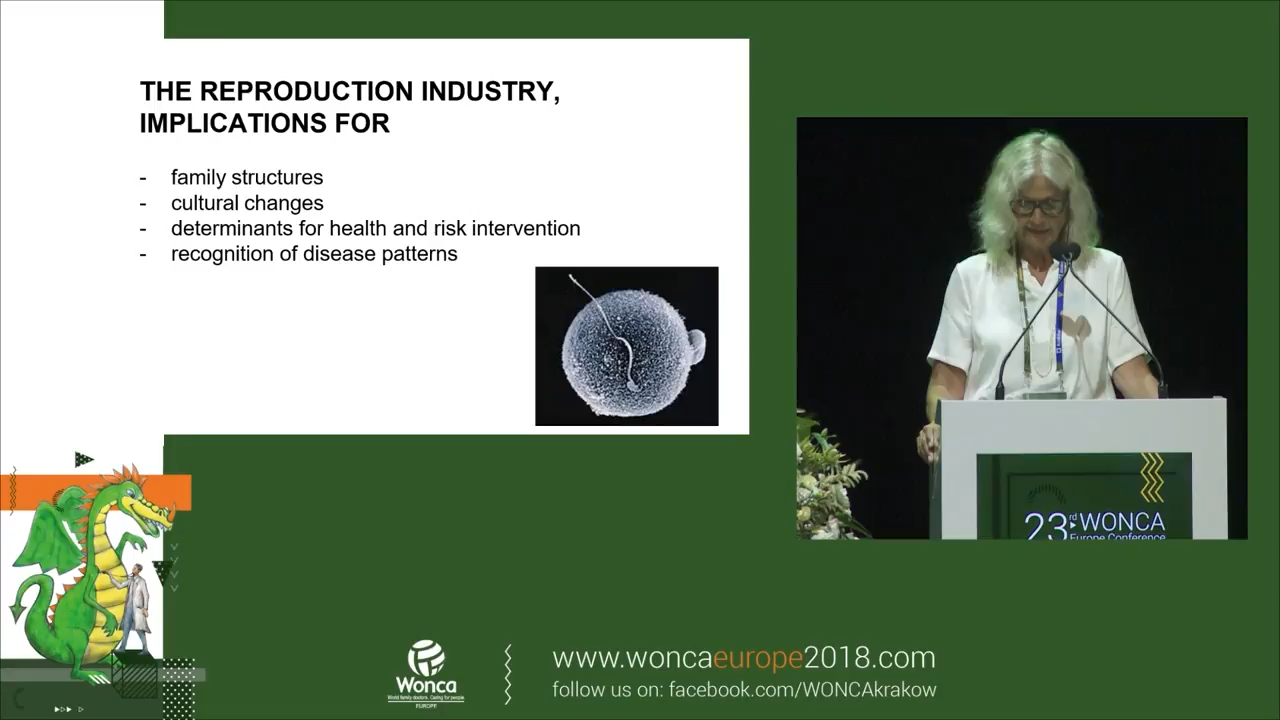 THE REPRODUCTION INDUSTRY,
IMPLICATIONS FOR
- family structures
- cultural changes
- determinants for health and risk intervention
- recognition of disease patterns
23rd WONCA
Europe Conference
Wonca
World family doctors. Caring for people.
EUROPE
www.woncaeurope2018.com
follow us on: facebook.com/WONCAkrakow